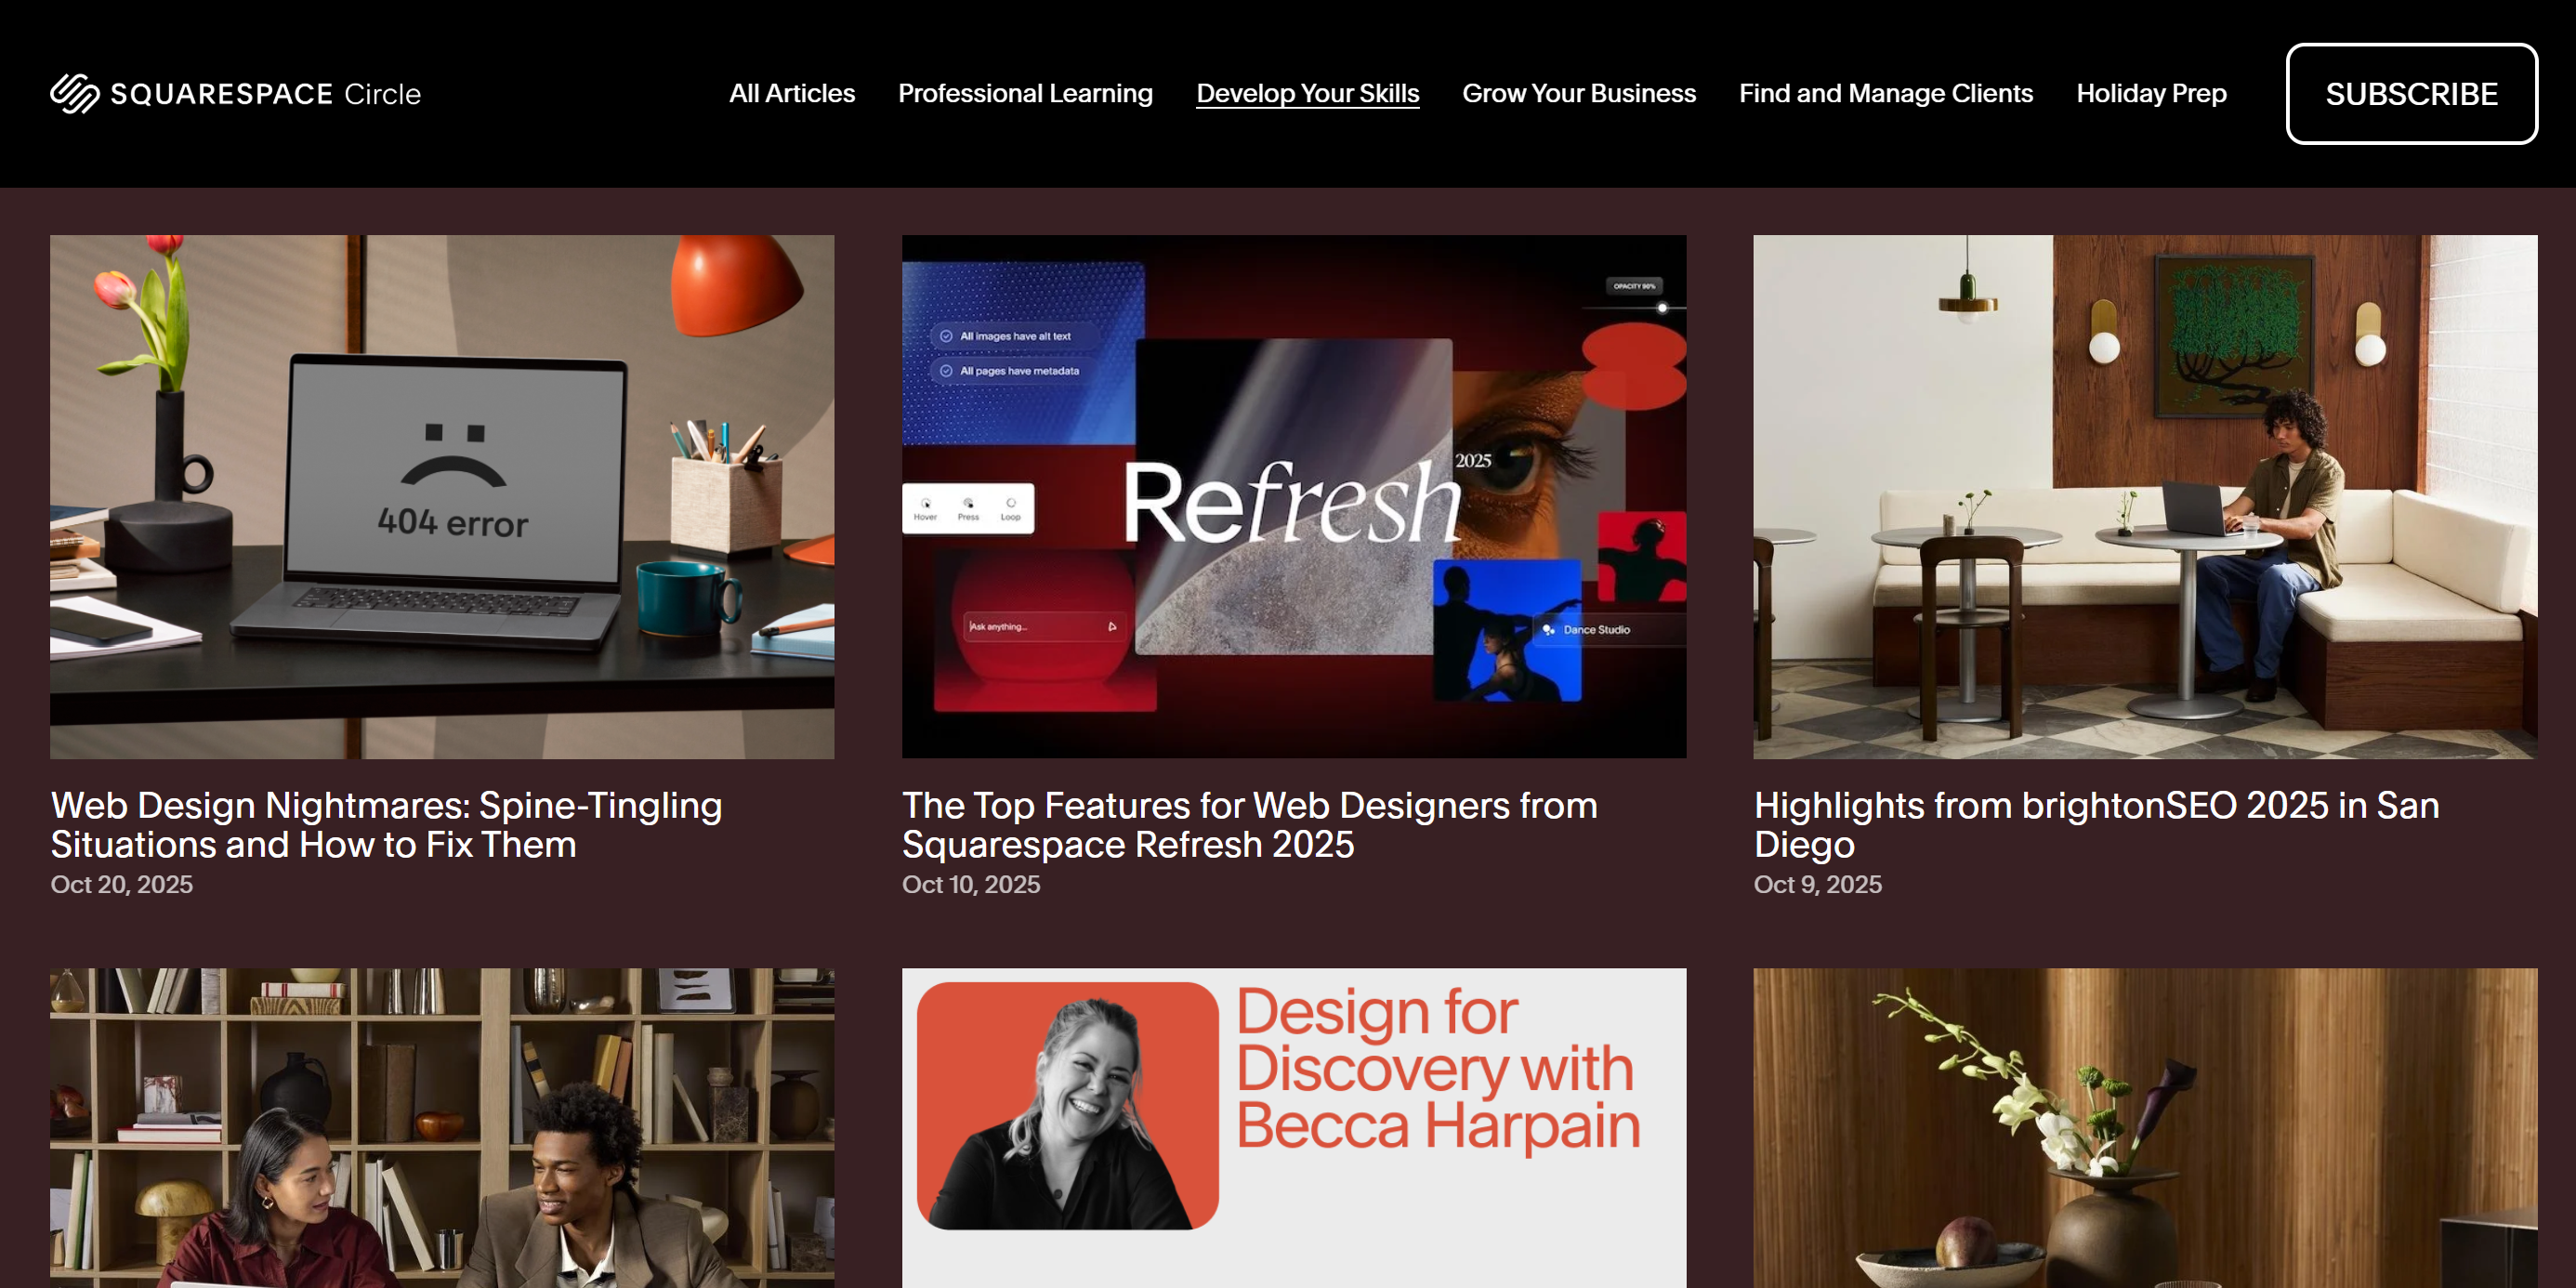 SQUARESPACE Circle
All Articles
Professional Learning
Develop Your Skills
Grow Your Business
Find and Manage Clients
Holiday Prep
SUBSCRIBE
404 error
OPACITY 90%
All images have alt text
All pages have metadata
Refresh 2025
Hover
Press
Loop
Ask anything...
Dance Studio
Web Design Nightmares: Spine-Tingling
Situations and How to Fix Them
Oct 20, 2025
The Top Features for Web Designers from
Squarespace Refresh 2025
Oct 10, 2025
Highlights from brightonSEO 2025 in San
Diego
Oct 9, 2025
Design for
Discovery with
Becca Harpain